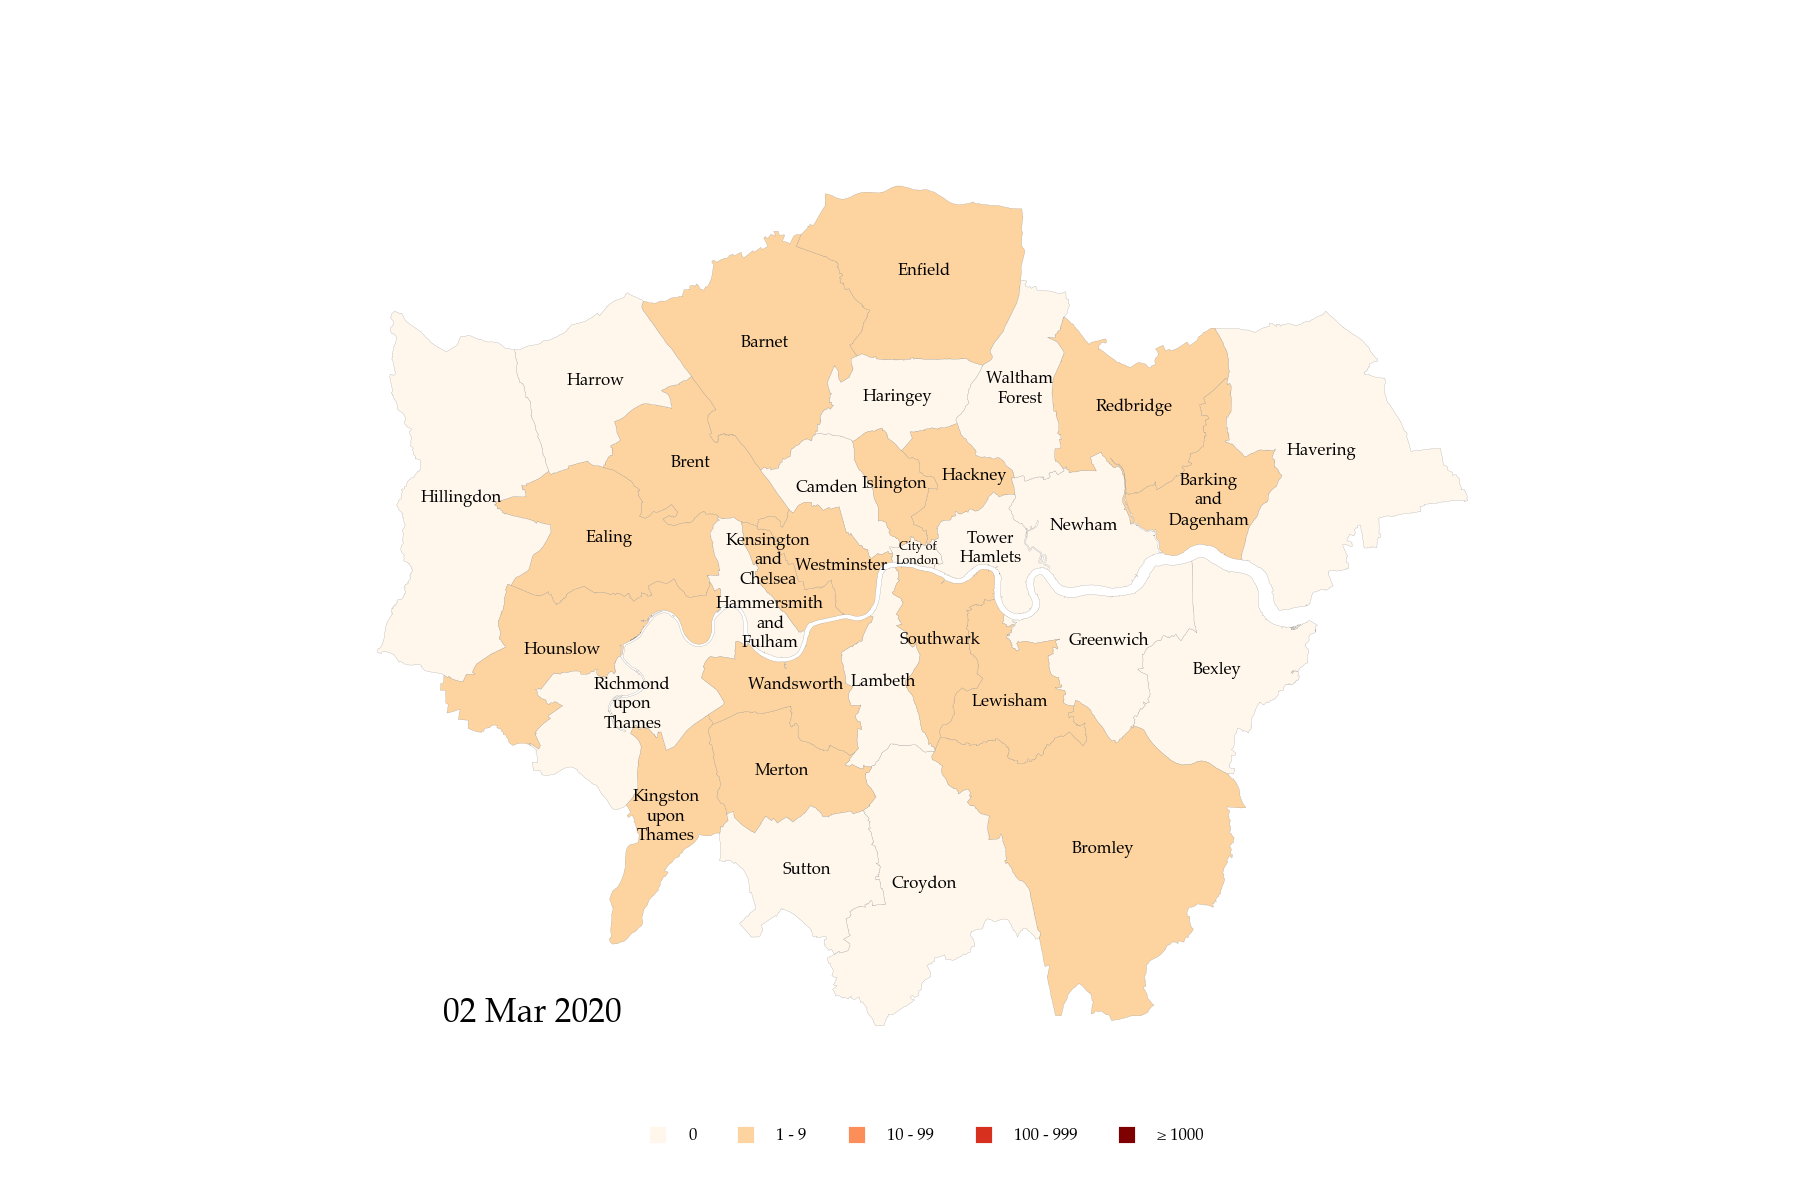 Enfield
Barnet
Harrow
Haringey
Waltham
Forest
Redbridge
Havering
Brent
Hillingdon
Camden
Islington
Hackney
Barking
and
Dagenham
Newham
Ealing
Kensington
and
Chelsea
Westminster
City of
London
Tower
Hamlets
Hammersmith
and
Fulham
Hounslow
Southwark
Greenwich
Bexley
Richmond
upon
Thames
Wandsworth
Lambeth
Lewisham
Merton
Kingston
upon
Thames
Bromley
Sutton
Croydon
02 Mar 2020
0 1 - 9 10 - 99 100 - 999 ≥ 1000